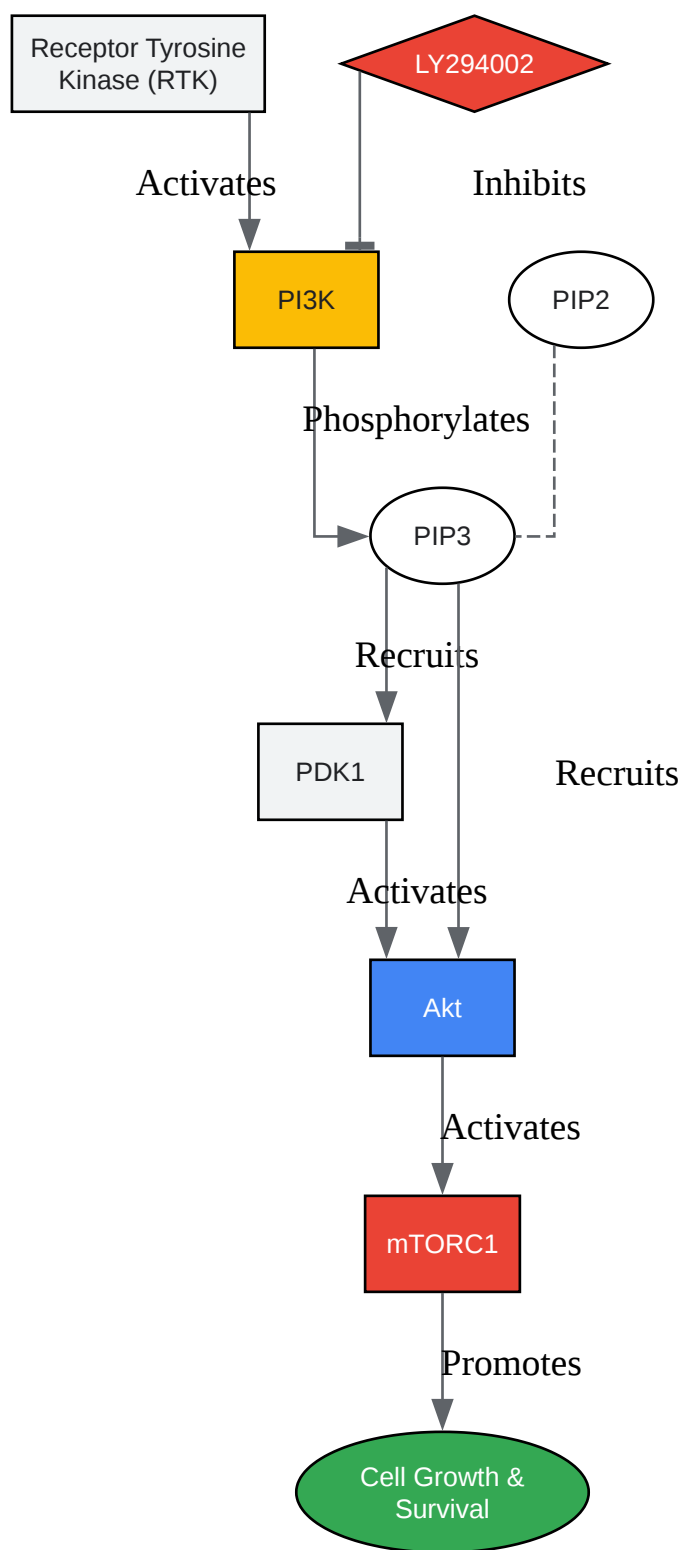 Receptor Tyrosine
Kinase (RTK)
LY294002
Activates
Inhibits
PI3K
PIP2
Phosphorylates
PIP3
Recruits
PDK1
Recruits
Activates
Akt
Activates
mTORC1
Promotes
Cell Growth &
Survival